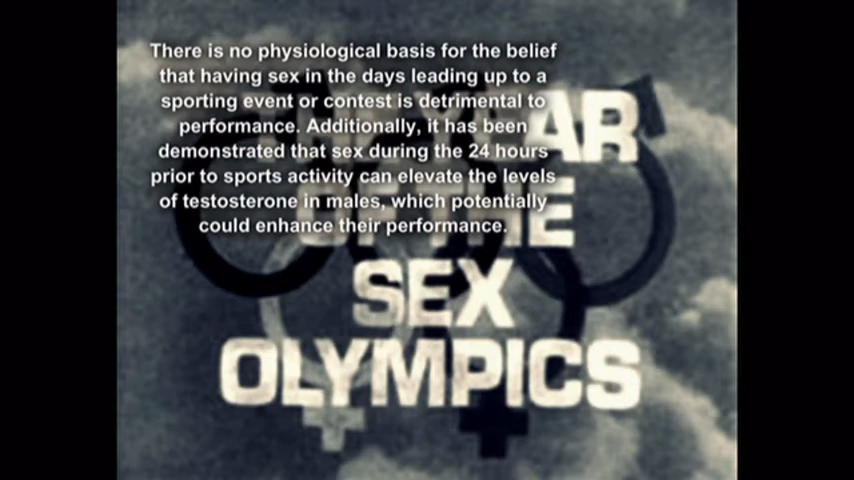 There is no physiological basis for the belief
that having sex in the days leading up to a
sporting event or contest is detrimental to
performance. Additionally, it has been
demonstrated that sex during the 24 hours
prior to sports activity can elevate the levels
of testosterone in males, which potentially
could enhance their performance.
OF THE
SEX
OLYMPICS